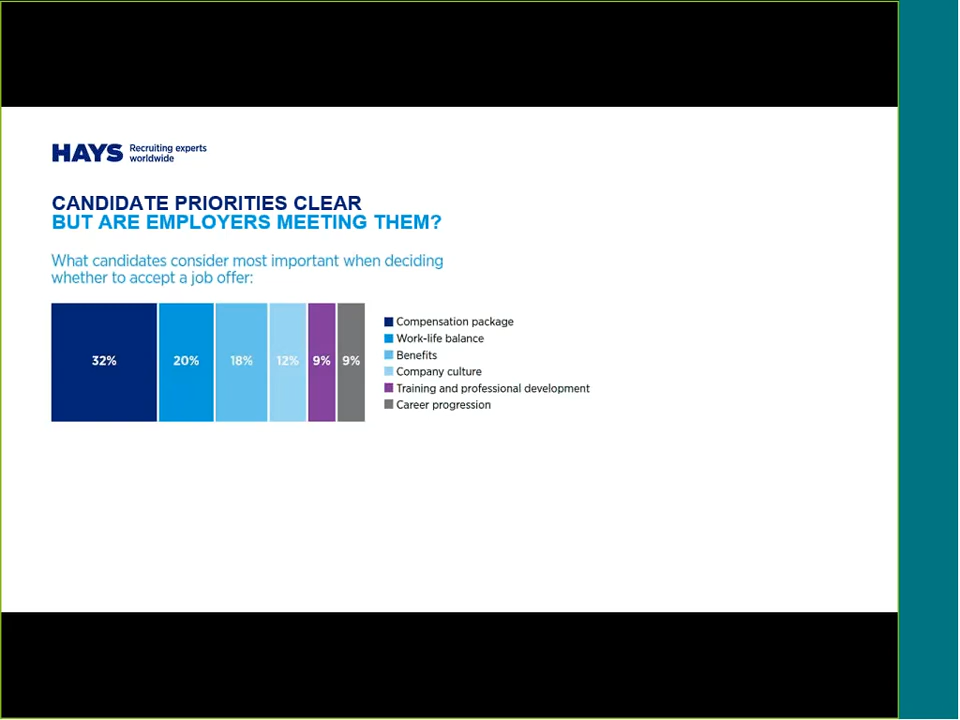 HAYS Recruiting experts
worldwide
CANDIDATE PRIORITIES CLEAR
BUT ARE EMPLOYERS MEETING THEM?
What candidates consider most important when deciding
whether to accept a job offer:
32% 20% 18% 12% 9% 9%
Compensation package
Work-life balance
Benefits
Company culture
Training and professional development
Career progression